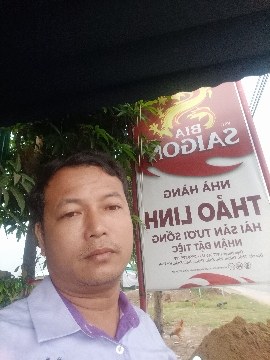 BIA
SAIGON
NHÀ HÀNG
THẢO LINH
HẢI SẢN TƯƠI SỐNG
NHẬN ĐẶT TIỆC